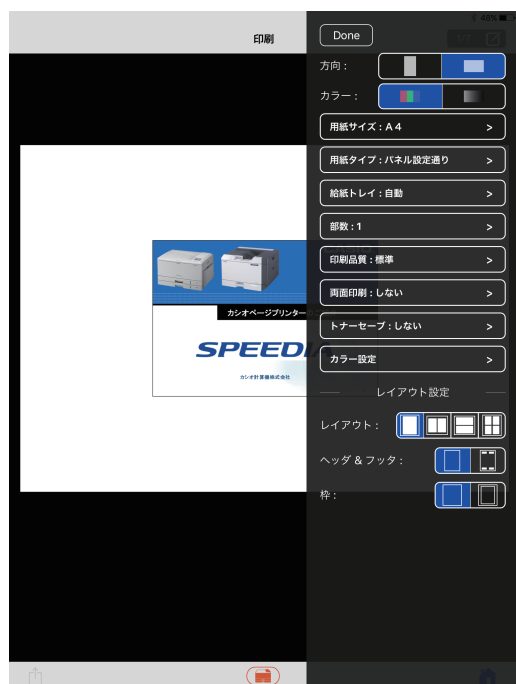 48%
印刷
Done
方向：
カラー：
用紙サイズ：A 4 >
用紙タイプ：パネル設定通り >
給紙トレイ：自動 >
部数：1 >
印刷品質：標準 >
両面印刷：しない >
トナーセーブ：しない >
カラー設定 >
レイアウト設定
レイアウト：
ヘッダ & フッタ：
枠：
CASIO
カシオページプリンター
SPEEDIA
カシオ計算機株式会社